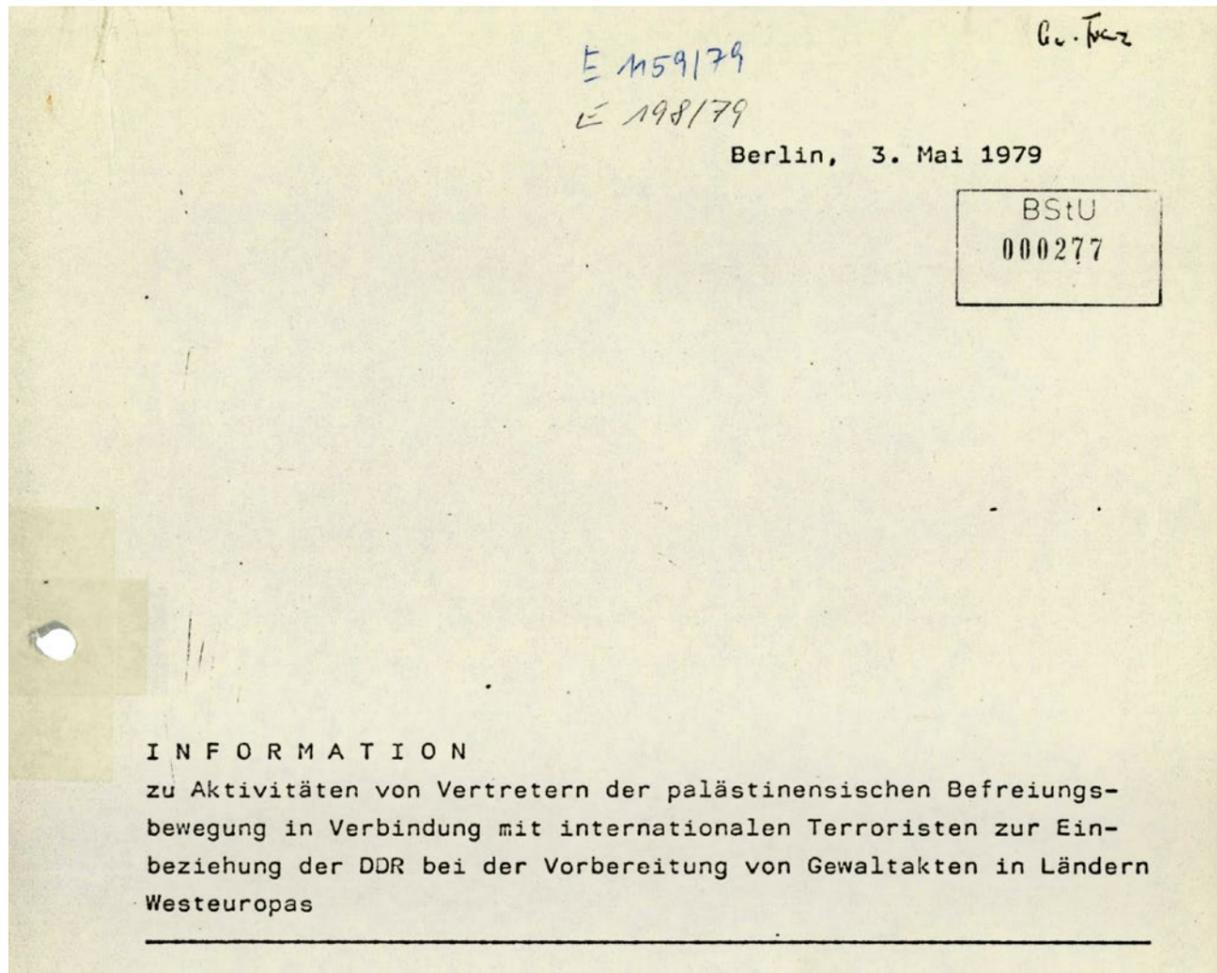 E 1159/79
E 198/79
Berlin, 3. Mai 1979
BStU
000277
I N F O R M A T I O N
zu Aktivitäten von Vertretern der palästinensischen Befreiungs-
bewegung in Verbindung mit internationalen Terroristen zur Ein-
beziehung der DDR bei der Vorbereitung von Gewaltakten in Ländern
Westeuropas